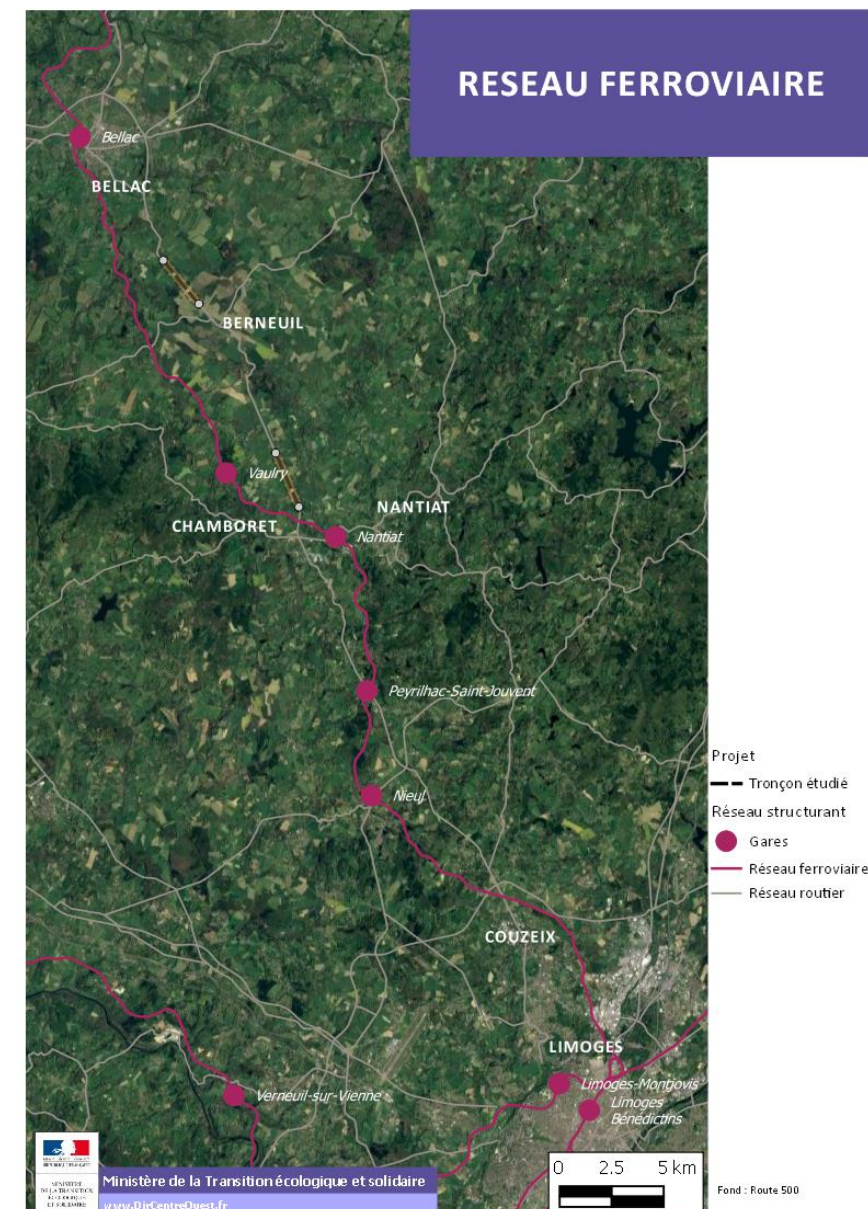 RESEAU FERROVIAIRE
Bellac
BELLAC
BERNEUIL
Vaulry
NANTIAT
CHAMBORET
Nantiat
Peyrilhac-Saint-Jouvent
Projet
Tronçon étudié
Nieul
Réseau structurant
Gares
Réseau ferroviaire
Réseau routier
COUZEIX
LIMOGES
Limoges-Montjovis
Verneuil-sur-Vienne
Limoges
Bénédictins
0 2.5 5 km
Ministère de la Transition écologique et solidaire
www.DirCentreOuest.fr
Fond : Route 500